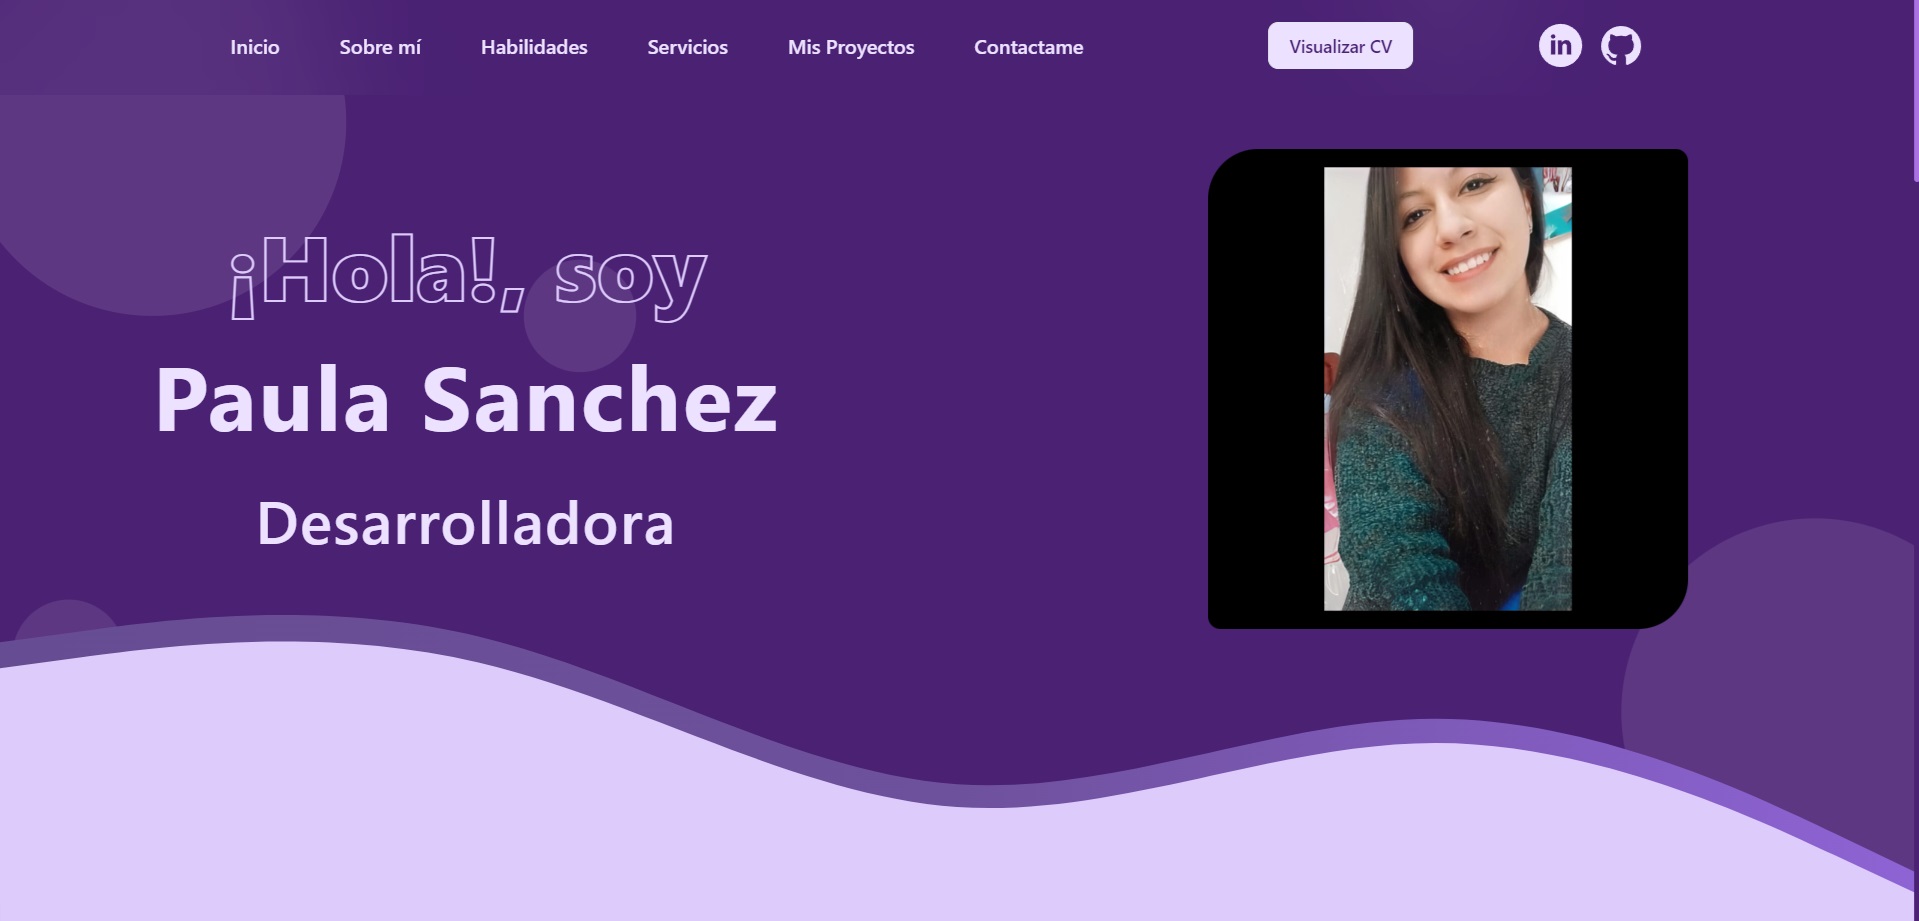 Inicio Sobre mí Habilidades Servicios Mis Proyectos Contactame Visualizar CV in
¡Hola!, soy
Paula Sanchez
Desarrolladora